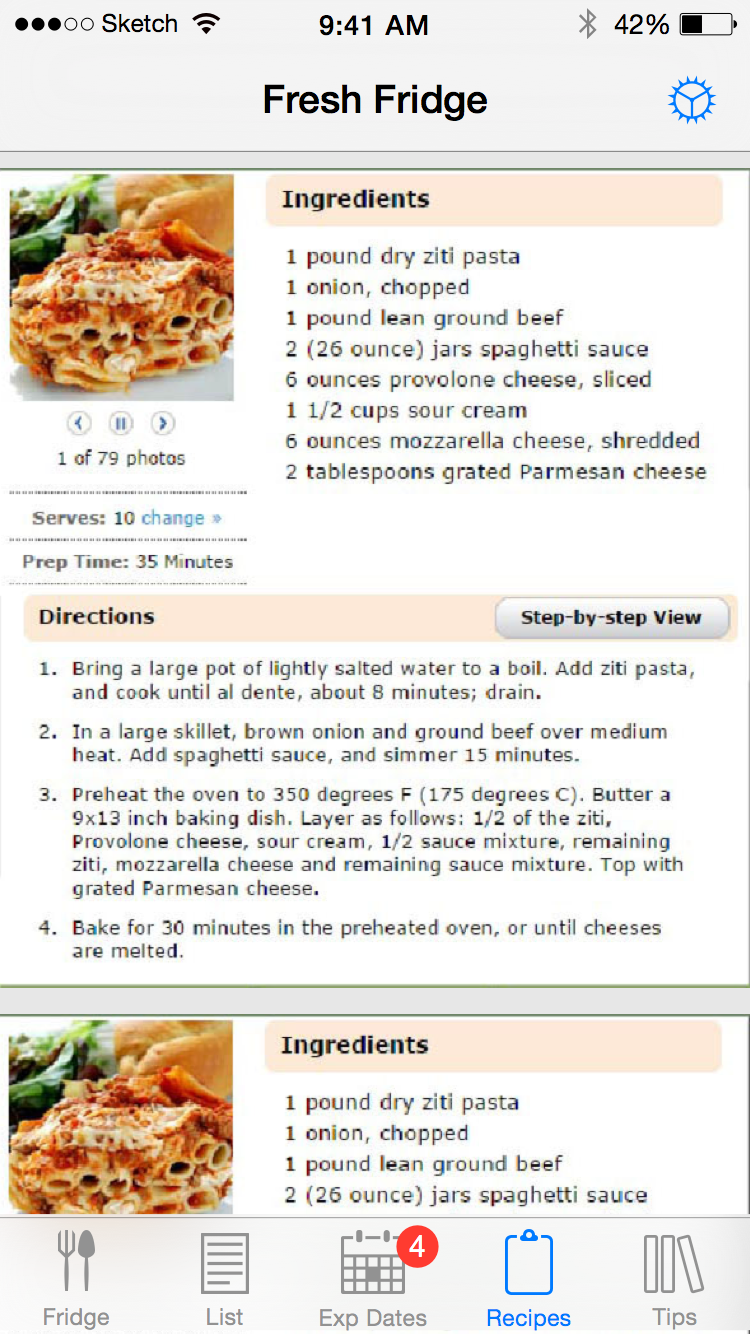 Sketch 9:41 AM 42%
Fresh Fridge
Ingredients
1 pound dry ziti pasta
1 onion, chopped
1 pound lean ground beef
2 (26 ounce) jars spaghetti sauce
6 ounces provolone cheese, sliced
1 1/2 cups sour cream
6 ounces mozzarella cheese, shredded
2 tablespoons grated Parmesan cheese
1 of 79 photos
Serves: 10 change »
Prep Time: 35 Minutes
Directions
Step-by-step View
1. Bring a large pot of lightly salted water to a boil. Add ziti pasta,
and cook until al dente, about 8 minutes; drain.
2. In a large skillet, brown onion and ground beef over medium
heat. Add spaghetti sauce, and simmer 15 minutes.
3. Preheat the oven to 350 degrees F (175 degrees C). Butter a
9x13 inch baking dish. Layer as follows: 1/2 of the ziti,
Provolone cheese, sour cream, 1/2 sauce mixture, remaining
ziti, mozzarella cheese and remaining sauce mixture. Top with
grated Parmesan cheese.
4. Bake for 30 minutes in the preheated oven, or until cheeses
are melted.
Ingredients
1 pound dry ziti pasta
1 onion, chopped
1 pound lean ground beef
2 (26 ounce) jars spaghetti sauce
4
Fridge List Exp Dates Recipes Tips